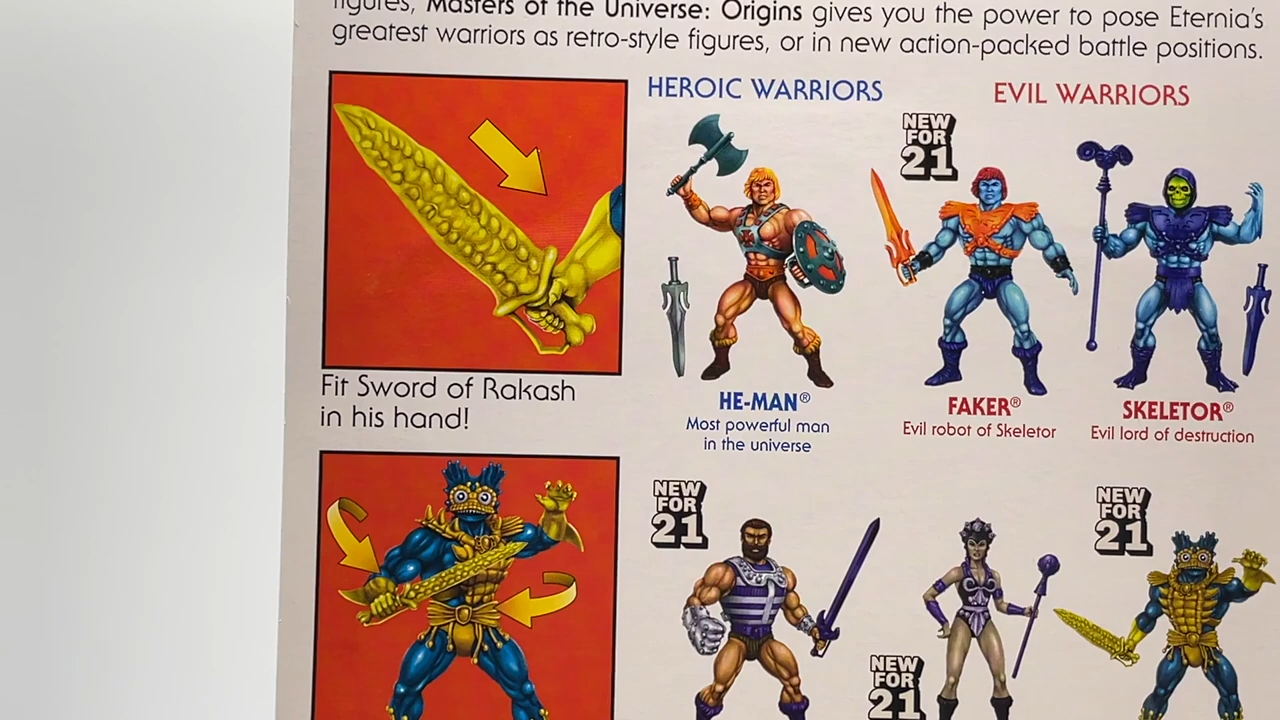 figures, Masters of the Universe: Origins gives you the power to pose Eternia's
greatest warriors as retro-style figures, or in new action-packed battle positions.
HEROIC WARRIORS
EVIL WARRIORS
NEW
FOR
21
Fit Sword of Rakash
in his hand!
HE-MAN®
Most powerful man
in the universe
FAKER®
Evil robot of Skeletor
SKELETOR®
Evil lord of destruction
NEW
FOR
21
NEW
FOR
21
NEW
FOR
21